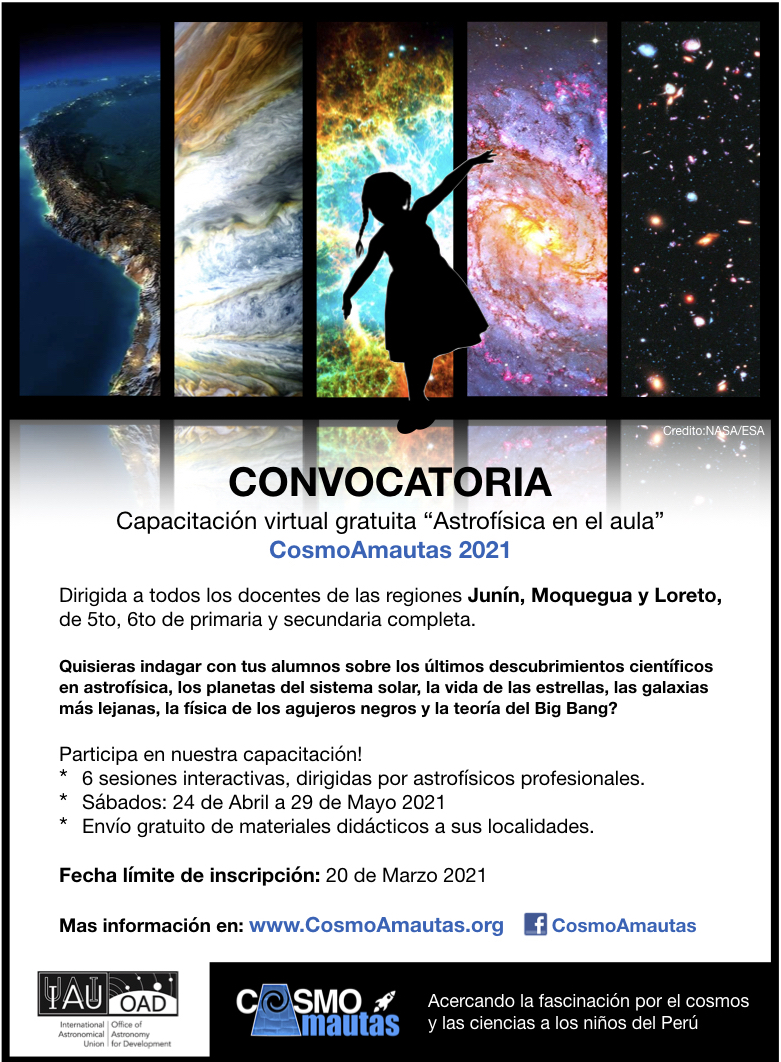 Credito:NASA/ESA
CONVOCATORIA
Capacitación virtual gratuita “Astrofísica en el aula”
CosmoAmautas 2021
Dirigida a todos los docentes de las regiones Junín, Moquegua y Loreto,
de 5to, 6to de primaria y secundaria completa.
Quisieras indagar con tus alumnos sobre los últimos descubrimientos científicos
en astrofísica, los planetas del sistema solar, la vida de las estrellas, las galaxias
más lejanas, la física de los agujeros negros y la teoría del Big Bang?
Participa en nuestra capacitación!
* 6 sesiones interactivas, dirigidas por astrofísicos profesionales.
* Sábados: 24 de Abril a 29 de Mayo 2021
* Envío gratuito de materiales didácticos a sus localidades.
Fecha límite de inscripción: 20 de Marzo 2021
Mas información en: www.CosmoAmautas.org f CosmoAmautas
IAU OAD
International Office of
Astronomical Astronomy
Union for Development
COSMO
Amautas
Acercando la fascinación por el cosmos
y las ciencias a los niños del Perú